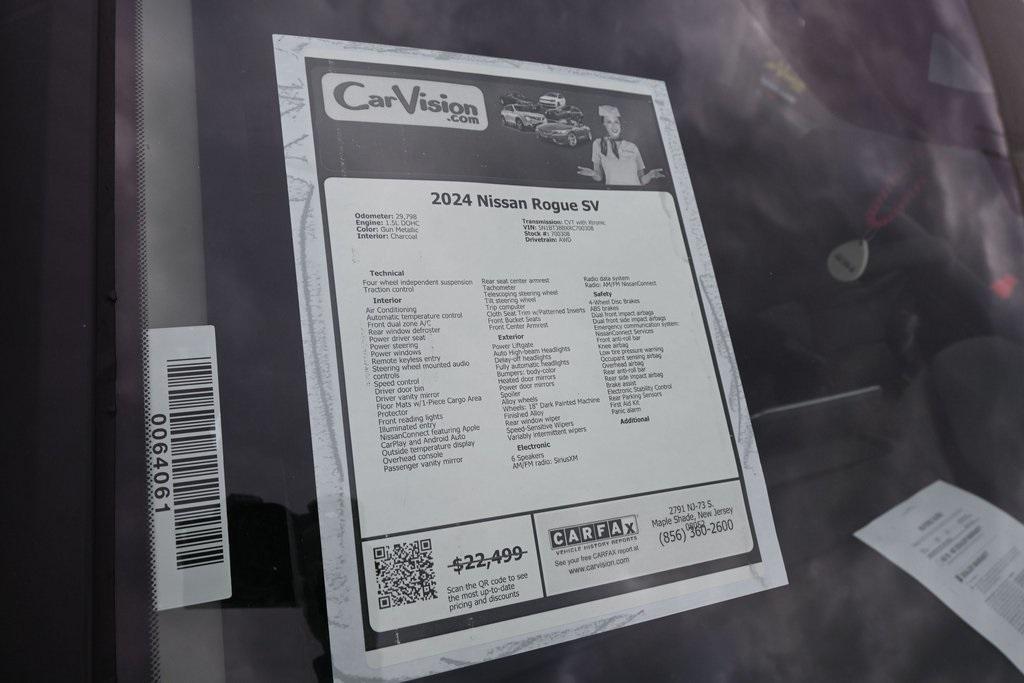 CarVision
.com
2024 Nissan Rogue SV
Odometer: 29,798
Engine: 1.5L DOHC
Color: Gun Metallic
Interior: Charcoal
Transmission: CVT with Xtronic
VIN: 5N1BT3BBXRC700308
Stock #: 700308
Drivetrain: AWD
Technical
Four wheel independent suspension
Traction control
Interior
Air Conditioning
Automatic temperature control
Front dual zone A/C
Rear window defroster
Power driver seat
Power steering
Power windows
Remote keyless entry
Steering wheel mounted audio
controls
Speed control
Driver door bin
Driver vanity mirror
Floor Mats w/1-Piece Cargo Area
Protector
Front reading lights
Illuminated entry
NissanConnect featuring Apple
CarPlay and Android Auto
Outside temperature display
Overhead console
Passenger vanity mirror
Rear seat center armrest
Tachometer
Telescoping steering wheel
Tilt steering wheel
Trip computer
Cloth Seat Trim w/Patterned Inserts
Front Bucket Seats
Front Center Armrest
Exterior
Power Liftgate
Auto High-beam Headlights
Delay-off headlights
Fully automatic headlights
Bumpers: body-color
Heated door mirrors
Power door mirrors
Spoiler
Alloy wheels
Wheels: 18" Dark Painted Machine
Finished Alloy
Rear window wiper
Speed-Sensitive Wipers
Variably intermittent wipers
Electronic
6 Speakers
AM/FM radio: SiriusXM
Radio data system
Radio: AM/FM NissanConnect
Safety
4-Wheel Disc Brakes
ABS brakes
Dual front impact airbags
Dual front side impact airbags
Emergency communication system:
NissanConnect Services
Front anti-roll bar
Knee airbag
Low tire pressure warning
Occupant sensing airbag
Overhead airbag
Rear anti-roll bar
Rear side impact airbag
Brake assist
Electronic Stability Control
Rear Parking Sensors
First Aid Kit
Panic alarm
Additional
$22,499
Scan the QR code to see
the most up-to-date
pricing and discounts
CARFAX
VEHICLE HISTORY REPORTS
See your free CARFAX report at
www.carvision.com
2791 NJ-73 S.
Maple Shade, New Jersey
08052
(856) 360-2600
0064061